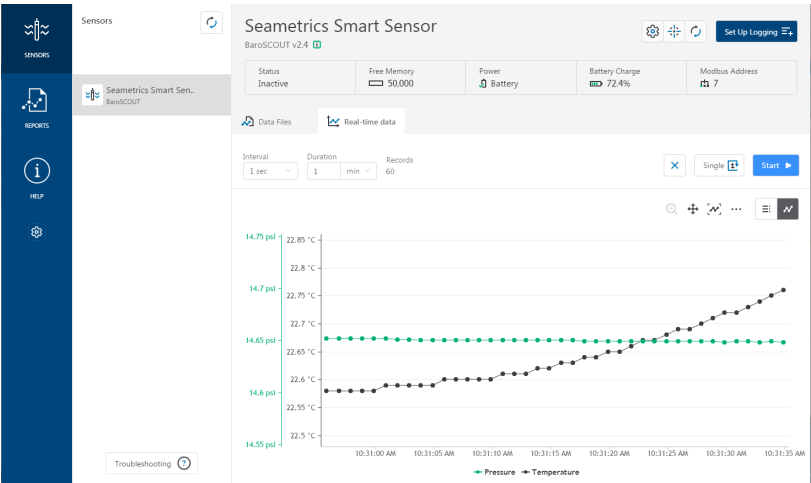 SENSORS
REPORTS
HELP
Sensors
Seametrics Smart Sen..
BaroSCOUT
Troubleshooting ?
Seametrics Smart Sensor
BaroSCOUT v2.4
Set Up Logging
Status Free Memory Power Battery Charge Modbus Address
Inactive 50,000 Battery 72.4% 7
Data Files Real-time data
Interval Duration Records
1 sec 1 min 60
Single 1 Start
14.75 psi
14.7 psi
14.65 psi
14.6 psi
14.55 psi
22.85 °C
22.8 °C
22.75 °C
22.7 °C
22.65 °C
22.6 °C
22.55 °C
22.5 °C
10:31:00 AM 10:31:05 AM 10:31:10 AM 10:31:15 AM 10:31:20 AM 10:31:25 AM 10:31:30 AM 10:31:35 AM
Pressure Temperature